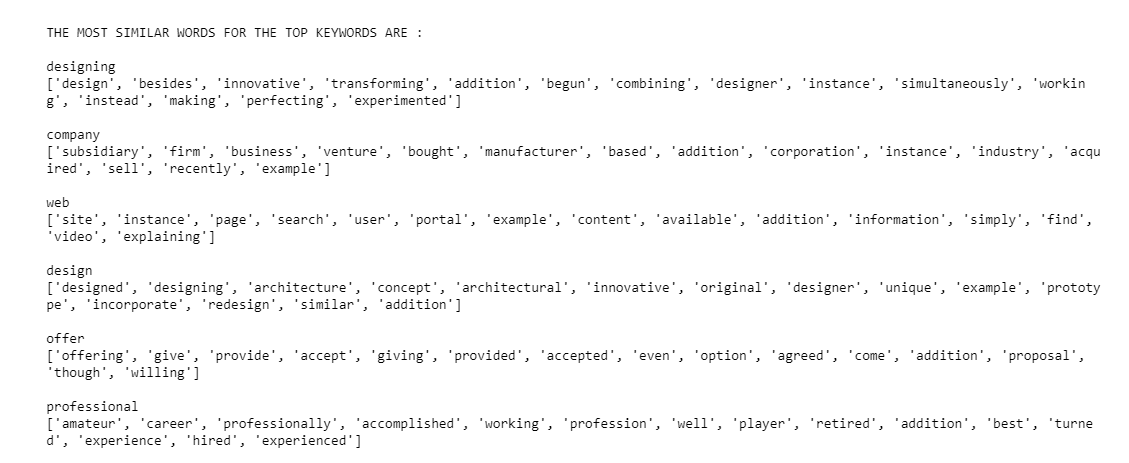 THE MOST SIMILAR WORDS FOR THE TOP KEYWORDS ARE :
designing
['design', 'besides', 'innovative', 'transforming', 'addition', 'begun', 'combining', 'designer', 'instance', 'simultaneously', 'workin
g', 'instead', 'making', 'perfecting', 'experimented']
company
['subsidiary', 'firm', 'business', 'venture', 'bought', 'manufacturer', 'based', 'addition', 'corporation', 'instance', 'industry', 'acqu
ired', 'sell', 'recently', 'example']
web
['site', 'instance', 'page', 'search', 'user', 'portal', 'example', 'content', 'available', 'addition', 'information', 'simply', 'find',
'video', 'explaining']
design
['designed', 'designing', 'architecture', 'concept', 'architectural', 'innovative', 'original', 'designer', 'unique', 'example', 'prototy
pe', 'incorporate', 'redesign', 'similar', 'addition']
offer
['offering', 'give', 'provide', 'accept', 'giving', 'provided', 'accepted', 'even', 'option', 'agreed', 'come', 'addition', 'proposal',
'though', 'willing']
professional
['amateur', 'career', 'professionally', 'accomplished', 'working', 'profession', 'well', 'player', 'retired', 'addition', 'best', 'turne
d', 'experience', 'hired', 'experienced']